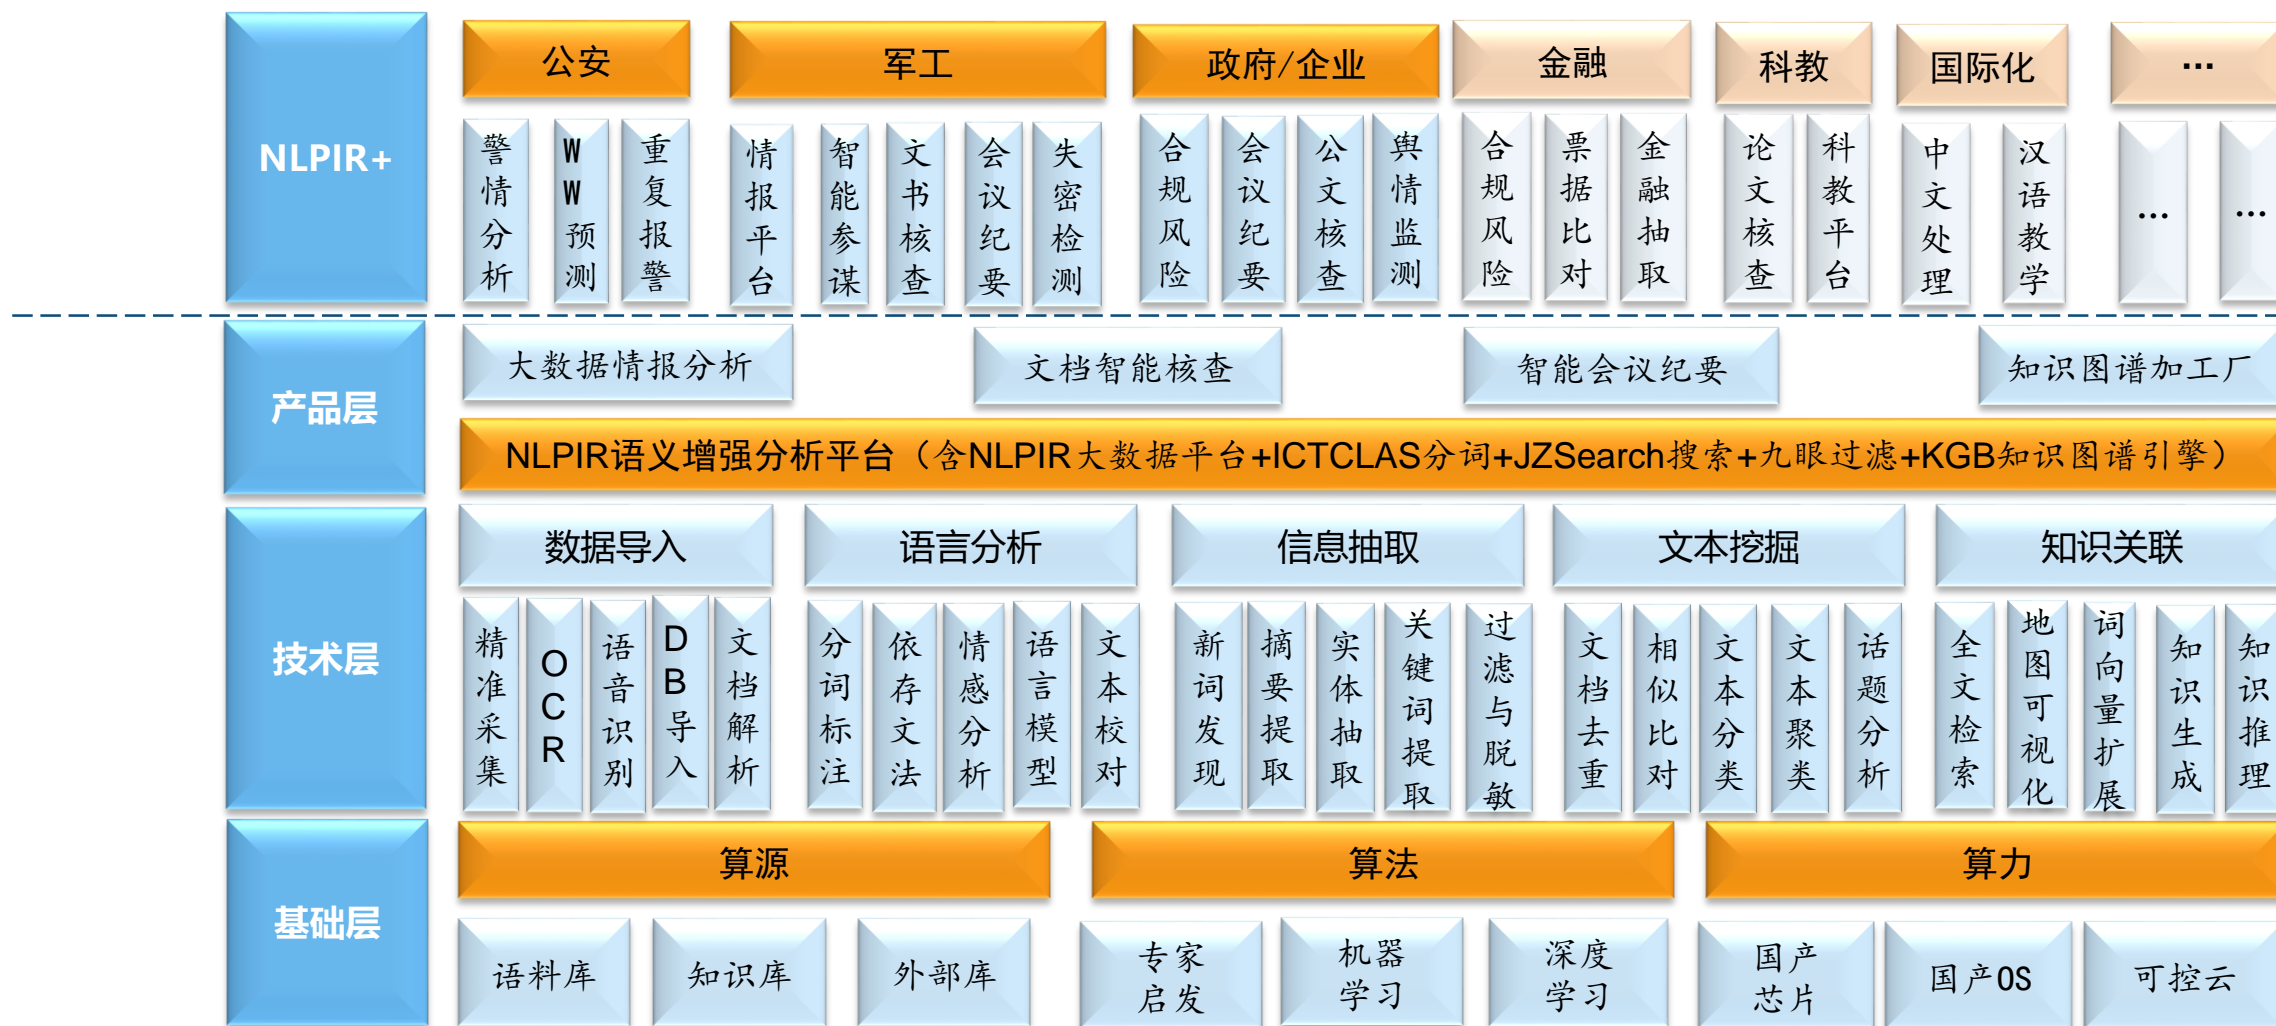 NLPIR+
公安
军工
政府/企业
金融
科教
国际化
...
警情分析
WW预测
重复报警
情报平台
智能参谋
文书核查
会议纪要
失密检测
合规风险
会议纪要
公文核查
舆情监测
合规风险
票据比对
金融抽取
论文核查
科教平台
中文处理
汉语教学
...
...
产品层
大数据情报分析
文档智能核查
智能会议纪要
知识图谱加工厂
NLPIR语义增强分析平台（含NLPIR大数据平台+ICTCLAS分词+JZSearch搜索+九眼过滤+KGB知识图谱引擎）
技术层
数据导入
语言分析
信息抽取
文本挖掘
知识关联
精准采集
OCR
语音识别
DB导入
文档解析
分词标注
依存文法
情感分析
语言模型
文本校对
新词发现
摘要提取
实体抽取
关键词提取
过滤与脱敏
文档去重
相似比对
文本分类
文本聚类
话题分析
全文检索
地图可视化
词向量扩展
知识生成
知识推理
基础层
算源
算法
算力
语料库
知识库
外部库
专家
启发
机器
学习
深度
学习
国产
芯片
国产OS
可控云